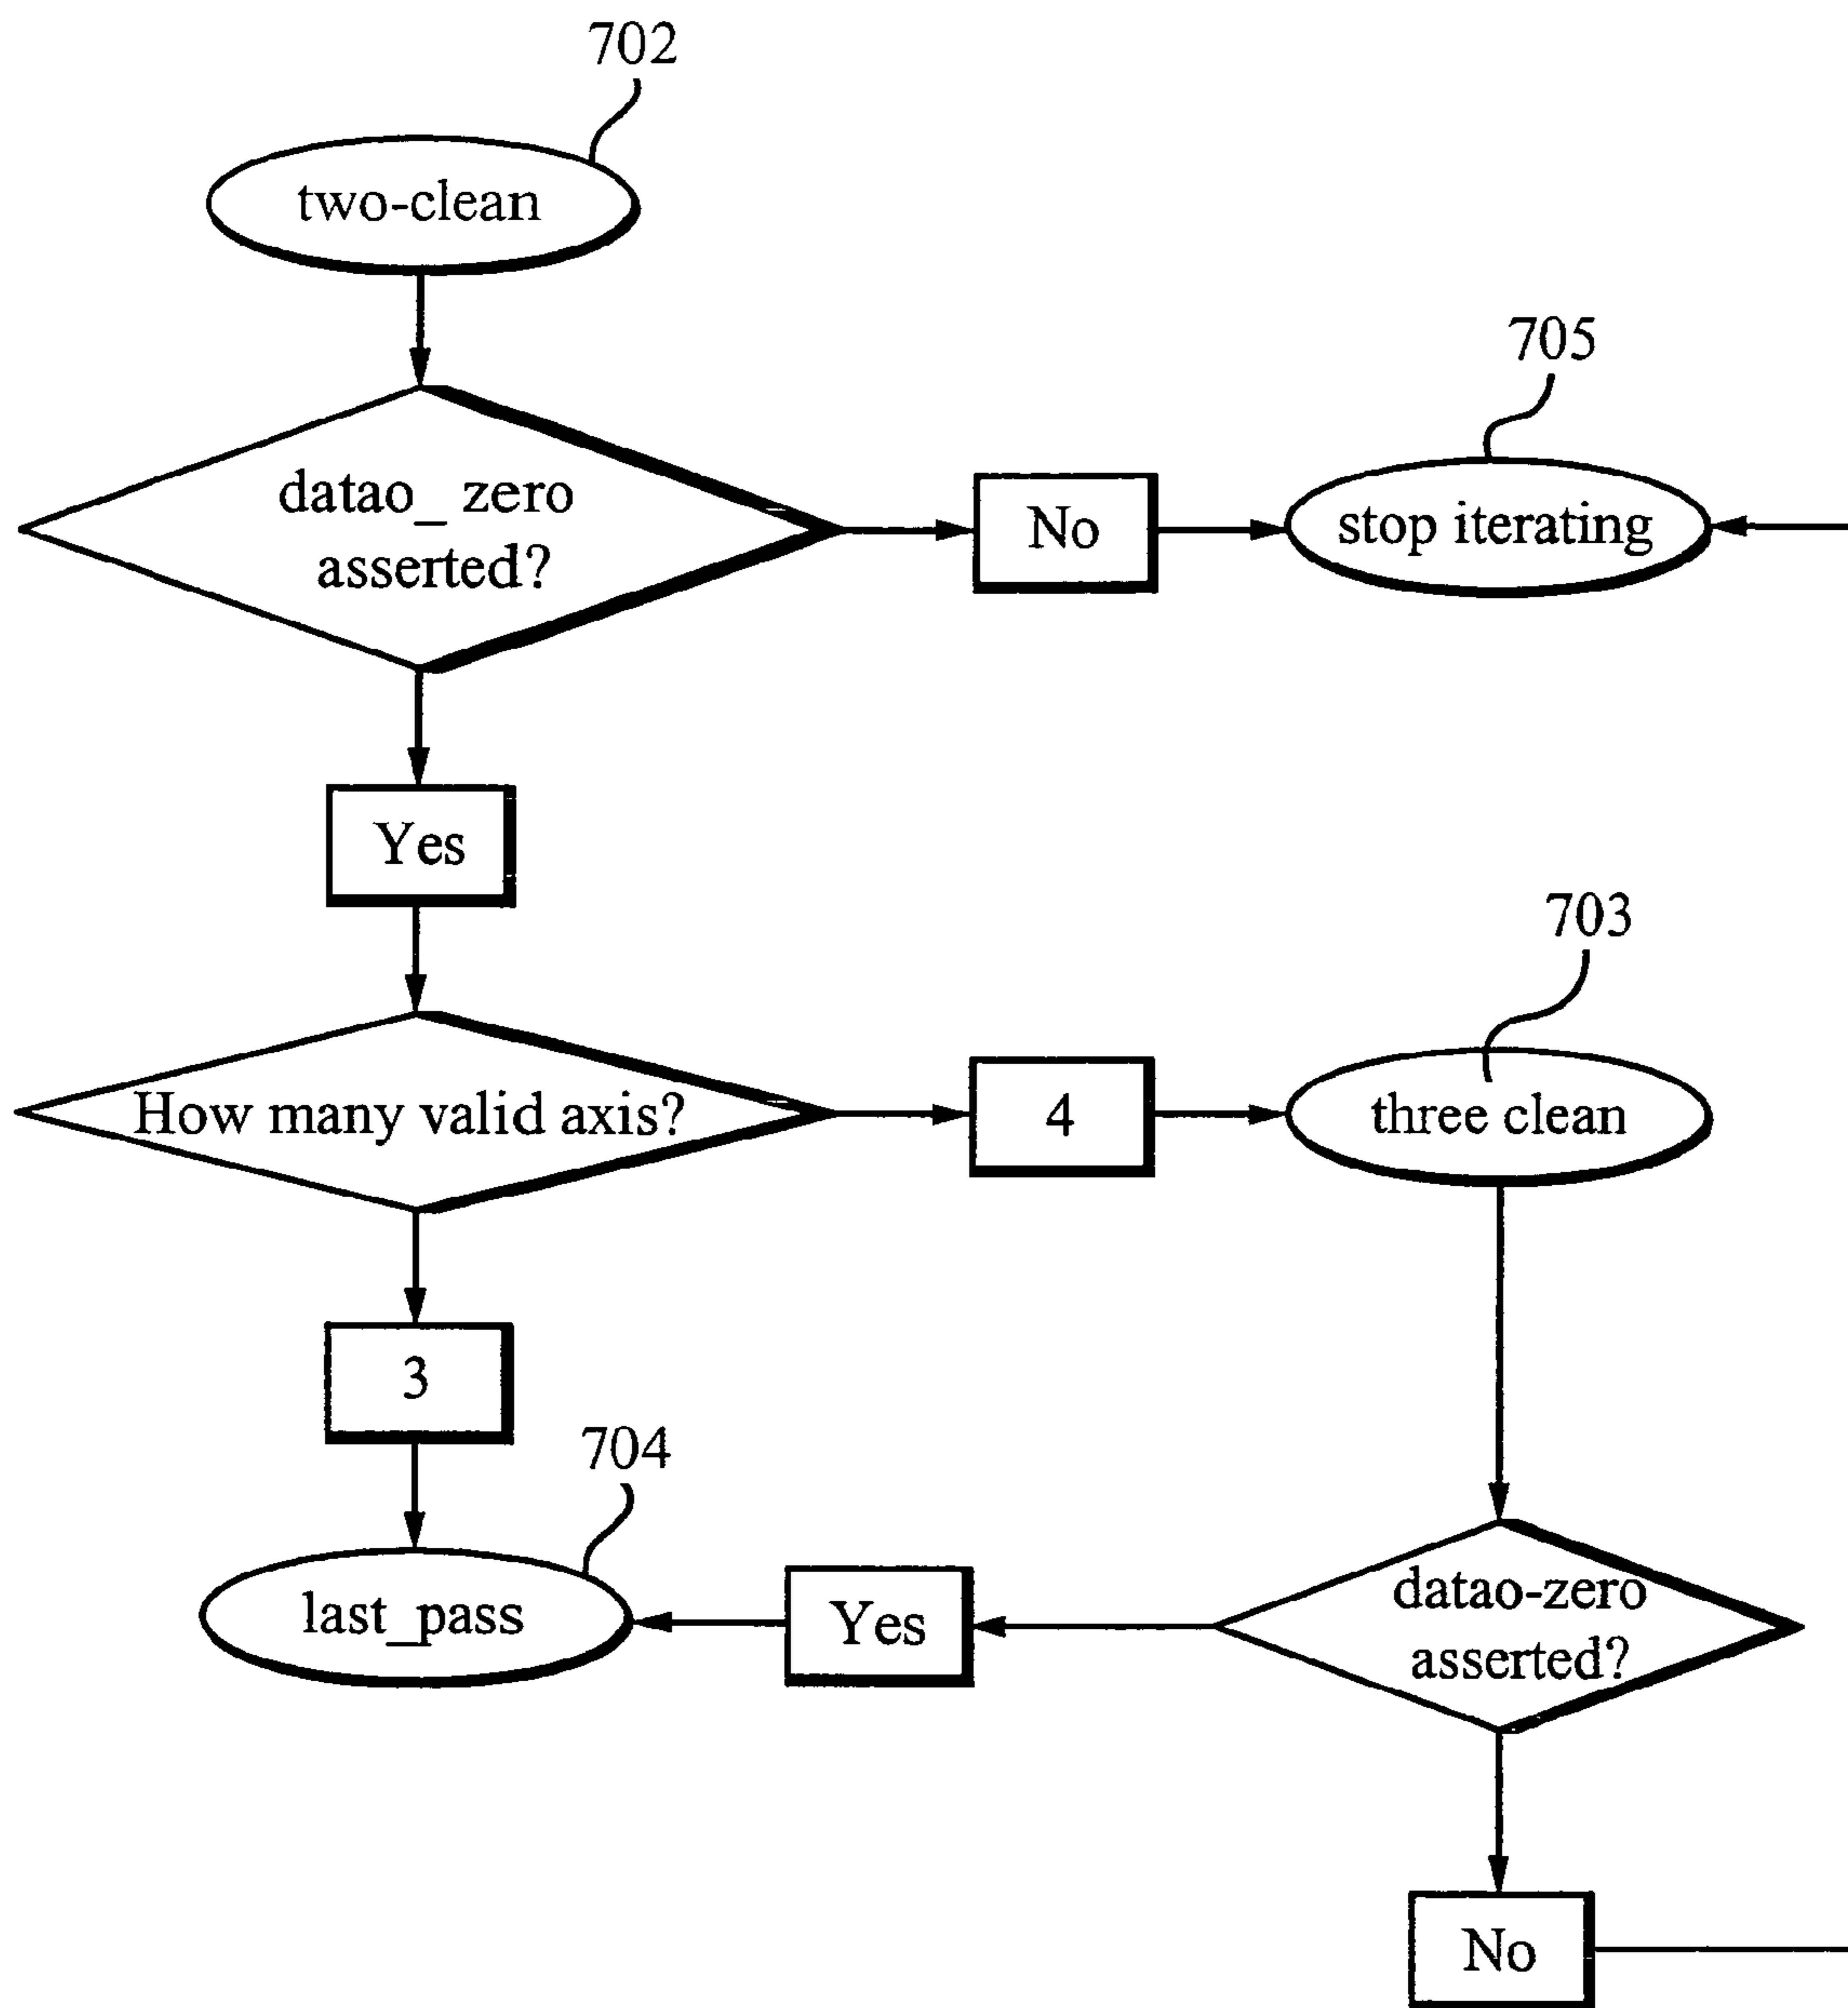 702
two-clean
705
datao_ zero
asserted?
No
stop iterating
Yes
703
How many valid axis?
4
three clean
3
704
last_pass
Yes
datao-zero
asserted?
No